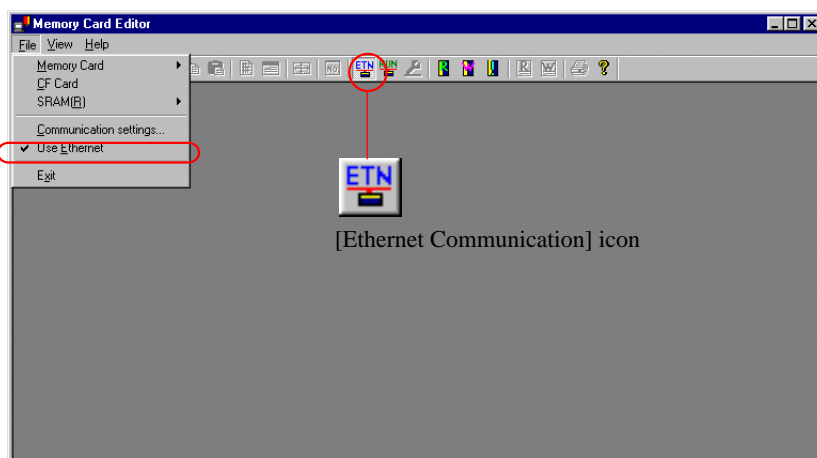 Memory Card Editor
File View Help
Memory Card
CF Card
SRAM(R)
Communication settings...
Use Ethernet
Exit
ETN
ETN
[Ethernet Communication] icon